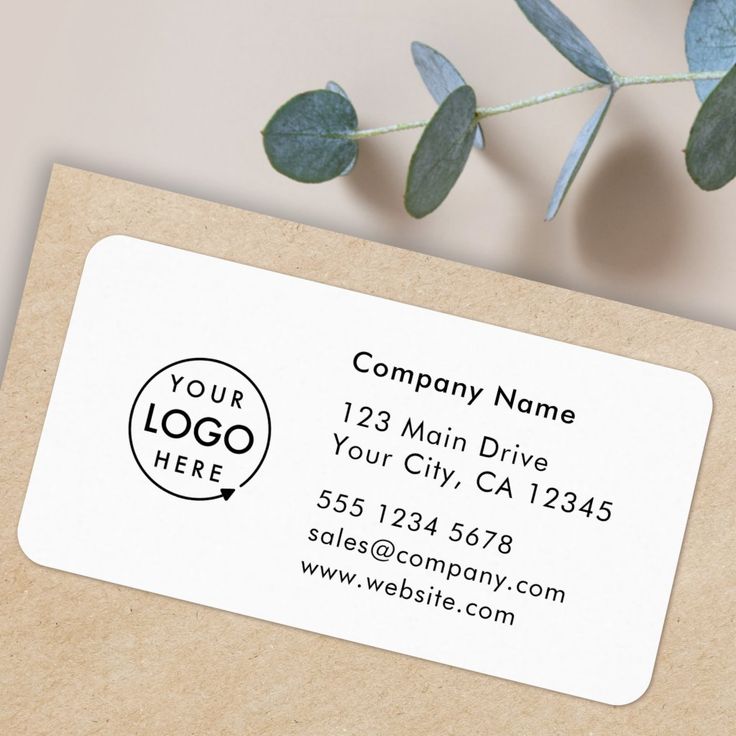 YOUR
LOGO
HERE
Company Name
123 Main Drive
Your City, CA 12345
555 1234 5678
sales@company.com
www.website.com